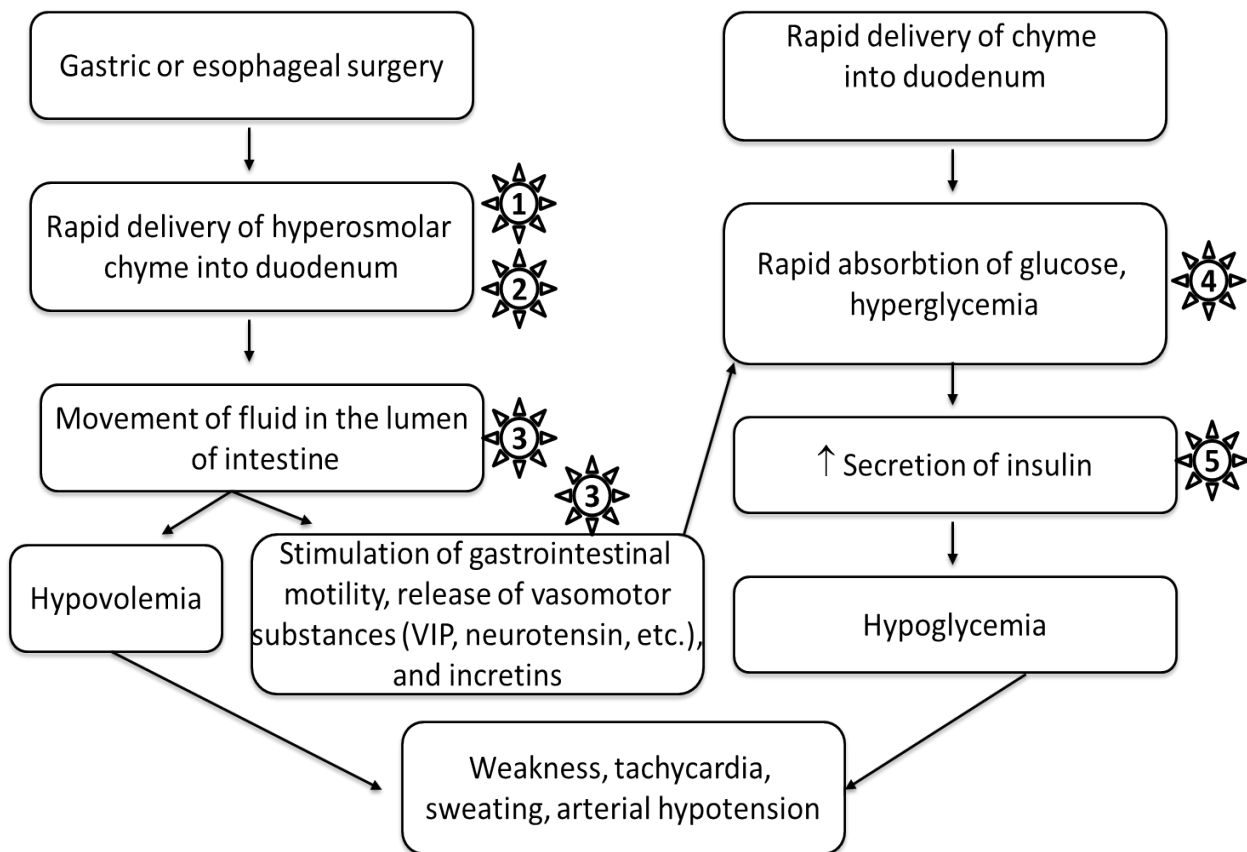 Gastric or esophageal surgery
Rapid delivery of hyperosmolar
chyme into duodenum
1
2
Movement of fluid in the lumen
of intestine
3
3
Hypovolemia
Stimulation of gastrointestinal
motility, release of vasomotor
substances (VIP, neurotensin, etc.),
and incretins
Rapid delivery of chyme
into duodenum
Rapid absorbtion of glucose,
hyperglycemia
4
↑ Secretion of insulin
5
Hypoglycemia
Weakness, tachycardia,
sweating, arterial hypotension